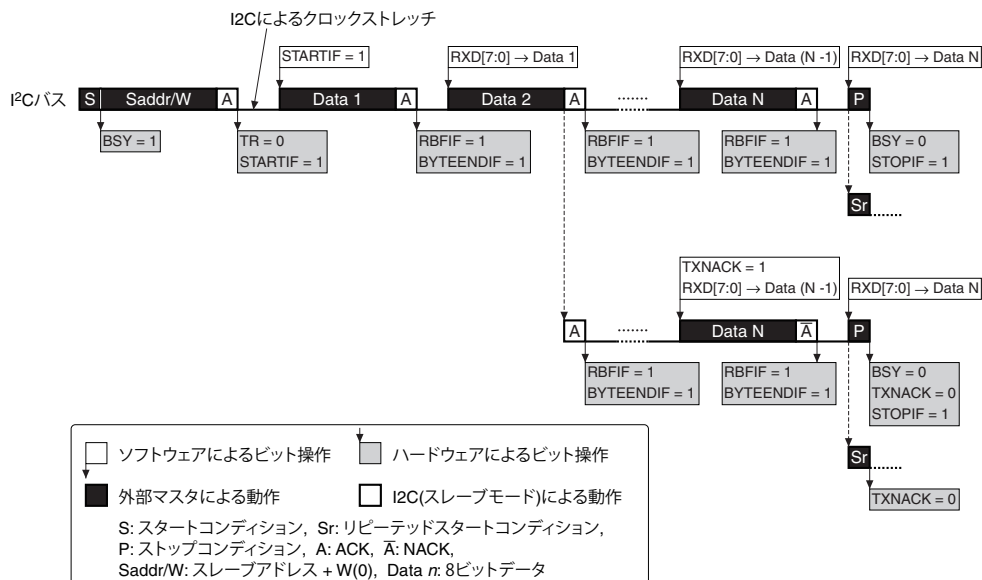 I2Cによるクロックストレッチ
STARTIF = 1
RXD[7:0] → Data 1
RXD[7:0] → Data (N -1)
RXD[7:0] → Data N
I²Cバス
S
Saddr/W
A
Data 1
A
Data 2
A
Data N
A
P
BSY = 1
TR = 0
STARTIF = 1
RBFIF = 1
BYTEENDIF = 1
RBFIF = 1
BYTEENDIF = 1
RBFIF = 1
BYTEENDIF = 1
BSY = 0
STOPIF = 1
Sr
TXNACK = 1
RXD[7:0] → Data (N -1)
RXD[7:0] → Data N
A
Data N
A̅
P
RBFIF = 1
BYTEENDIF = 1
RBFIF = 1
BYTEENDIF = 1
BSY = 0
TXNACK = 0
STOPIF = 1
Sr
TXNACK = 0
ソフトウェアによるビット操作
ハードウェアによるビット操作
外部マスタによる動作
I2C(スレーブモード)による動作
S: スタートコンディション, Sr: リピーテッドスタートコンディション,
P: ストップコンディション, A: ACK, A̅: NACK,
Saddr/W: スレーブアドレス + W(0), Data n: 8ビットデータ